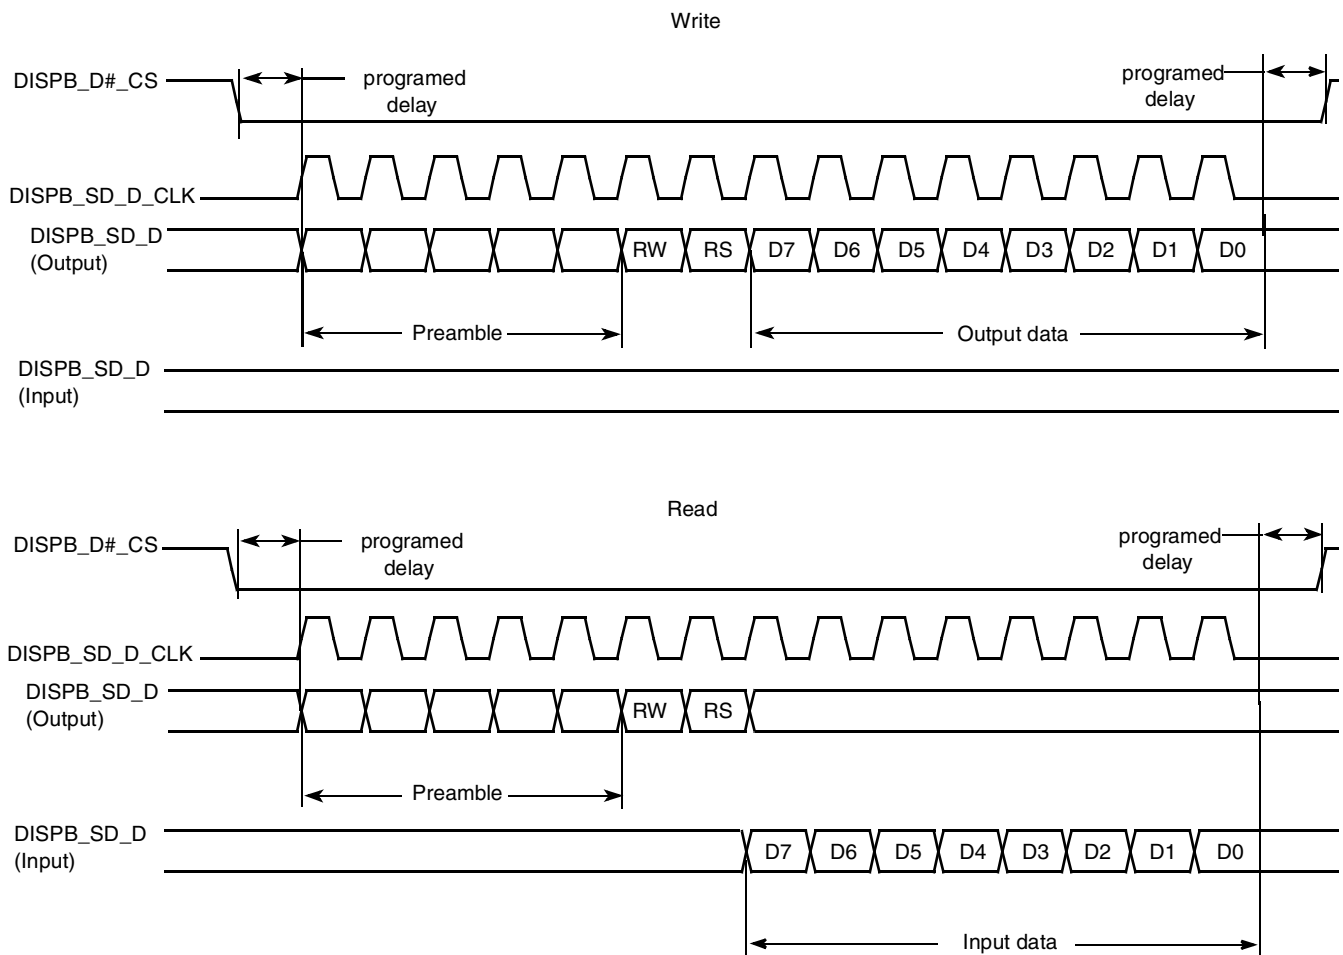 Write
DISPB_D#_CS
programed
delay
programed
delay
DISPB_SD_D_CLK
DISPB_SD_D
(Output)
RW RS D7 D6 D5 D4 D3 D2 D1 D0
Preamble
Output data
DISPB_SD_D
(Input)
Read
DISPB_D#_CS
programed
delay
programed
delay
DISPB_SD_D_CLK
DISPB_SD_D
(Output)
RW RS
Preamble
DISPB_SD_D
(Input)
D7 D6 D5 D4 D3 D2 D1 D0
Input data